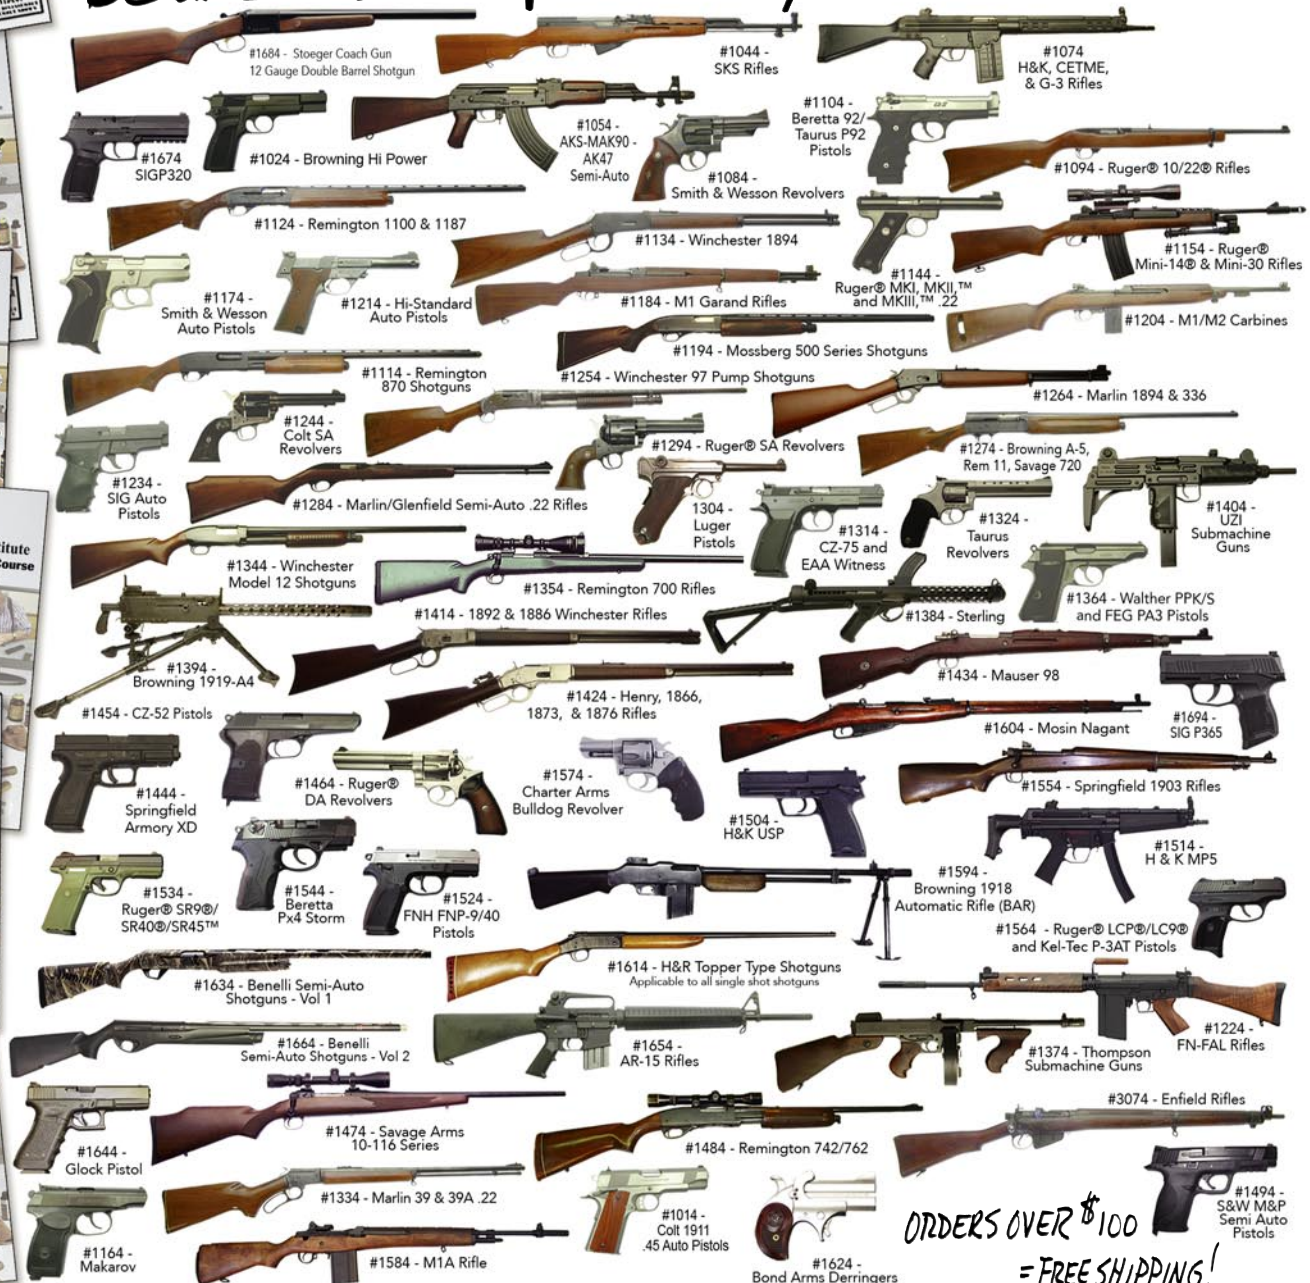 #1684 - Stoeger Coach Gun
12 Gauge Double Barrel Shotgun
#1044 -
SKS Rifles
#1074
H&K, CETME,
& G-3 Rifles
#1674
SIGP320
#1024 - Browning Hi Power
#1054 -
AKS-MAK90 -
AK47
Semi-Auto
#1084 -
Smith & Wesson Revolvers
#1104 -
Beretta 92/
Taurus P92
Pistols
#1094 - Ruger® 10/22® Rifles
#1124 - Remington 1100 & 1187
#1134 - Winchester 1894
#1144 -
Ruger® MKI, MKII,™
and MKIII,™ .22
#1154 - Ruger®
Mini-14® & Mini-30 Rifles
#1174 -
Smith & Wesson
Auto Pistols
#1214 - Hi-Standard
Auto Pistols
#1184 - M1 Garand Rifles
#1204 - M1/M2 Carbines
#1194 - Mossberg 500 Series Shotguns
#1114 - Remington
870 Shotguns
#1254 - Winchester 97 Pump Shotguns
#1264 - Marlin 1894 & 336
#1244 -
Colt SA
Revolvers
#1294 - Ruger® SA Revolvers
#1274 - Browning A-5,
Rem 11, Savage 720
#1234 -
SIG Auto
Pistols
#1284 - Marlin/Glenfield Semi-Auto .22 Rifles
1304 -
Luger
Pistols
#1314 -
CZ-75 and
EAA Witness
#1324 -
Taurus
Revolvers
#1404 -
UZI
Submachine
Guns
titute
Course
#1344 - Winchester
Model 12 Shotguns
#1354 - Remington 700 Rifles
#1364 - Walther PPK/S
and FEG PA3 Pistols
#1414 - 1892 & 1886 Winchester Rifles
#1384 - Sterling
#1394 -
Browning 1919-A4
#1434 - Mauser 98
#1424 - Henry, 1866,
1873, & 1876 Rifles
#1454 - CZ-52 Pistols
#1604 - Mosin Nagant
#1694 -
SIG P365
#1444 -
Springfield
Armory XD
#1464 - Ruger®
DA Revolvers
#1574 -
Charter Arms
Bulldog Revolver
#1504 -
H&K USP
#1554 - Springfield 1903 Rifles
#1514 -
H & K MP5
#1534 -
Ruger® SR9®/
SR40®/SR45™
#1544 -
Beretta
Px4 Storm
#1524 -
FNH FNP-9/40
Pistols
#1594 -
Browning 1918
Automatic Rifle (BAR)
#1564 - Ruger® LCP®/LC9®
and Kel-Tec P-3AT Pistols
#1634 - Benelli Semi-Auto
Shotguns - Vol 1
#1614 - H&R Topper Type Shotguns
Applicable to all single shot shotguns
#1664 - Benelli
Semi-Auto Shotguns - Vol 2
#1654 -
AR-15 Rifles
#1374 - Thompson
Submachine Guns
#1224 -
FN-FAL Rifles
#3074 - Enfield Rifles
#1644 -
Glock Pistol
#1474 - Savage Arms
10-116 Series
#1484 - Remington 742/762
#1334 - Marlin 39 & 39A .22
#1494 -
S&W M&P
Semi Auto
Pistols
#1164 -
Makarov
#1584 - M1A Rifle
#1014 -
Colt 1911
.45 Auto Pistols
#1624 -
Bond Arms Derringers
ORDERS OVER $100
= FREE SHIPPING!